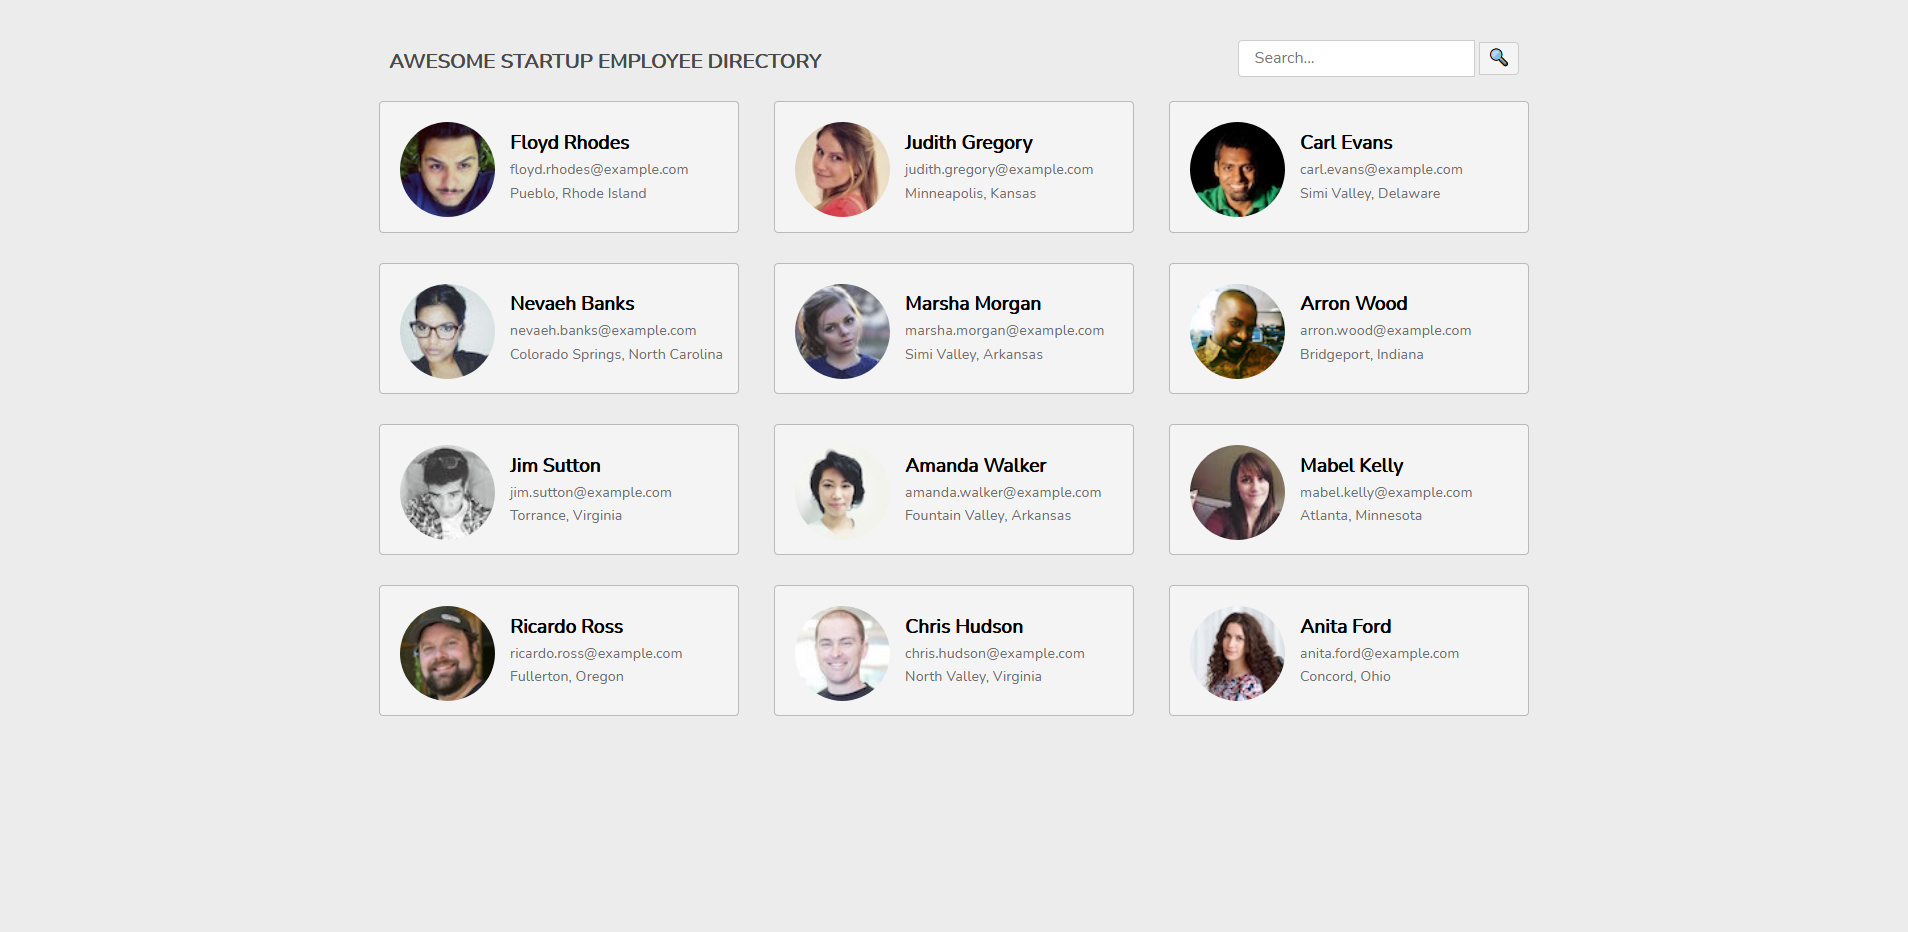 AWESOME STARTUP EMPLOYEE DIRECTORY
Search...
Floyd Rhodes
floyd.rhodes@example.com
Pueblo, Rhode Island
Judith Gregory
judith.gregory@example.com
Minneapolis, Kansas
Carl Evans
carl.evans@example.com
Simi Valley, Delaware
Nevaeh Banks
nevaeh.banks@example.com
Colorado Springs, North Carolina
Marsha Morgan
marsha.morgan@example.com
Simi Valley, Arkansas
Arron Wood
arron.wood@example.com
Bridgeport, Indiana
Jim Sutton
jim.sutton@example.com
Torrance, Virginia
Amanda Walker
amanda.walker@example.com
Fountain Valley, Arkansas
Mabel Kelly
mabel.kelly@example.com
Atlanta, Minnesota
Ricardo Ross
ricardo.ross@example.com
Fullerton, Oregon
Chris Hudson
chris.hudson@example.com
North Valley, Virginia
Anita Ford
anita.ford@example.com
Concord, Ohio